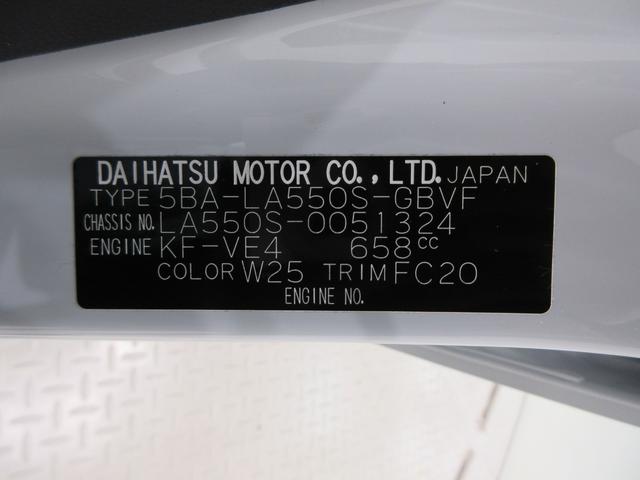 DAIHATSU MOTOR CO., LTD. JAPAN
TYPE 5BA-LA550S-GBVF
CHASSIS NO. LA550S-0051324
ENGINE KF-VE4 658cc
COLOR W25 TRIM FC20
ENGINE NO.